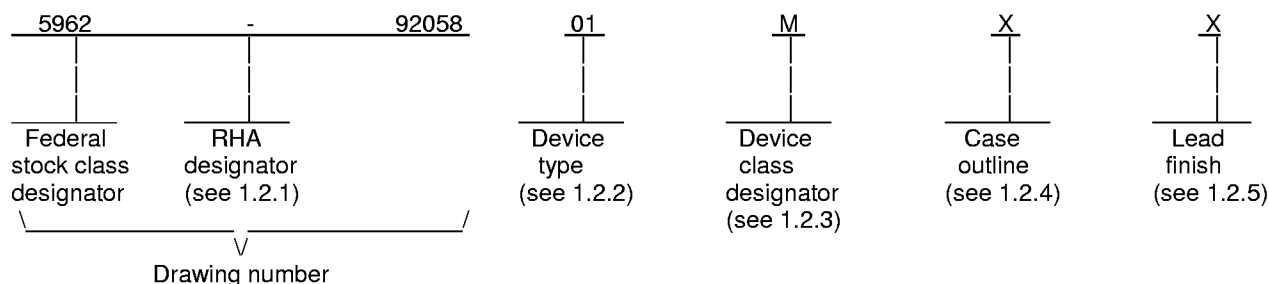 5962 - 92058 01 M X X
Federal stock class designator
RHA designator (see 1.2.1)
Device type (see 1.2.2)
Device class designator (see 1.2.3)
Case outline (see 1.2.4)
Lead finish (see 1.2.5)
Drawing number